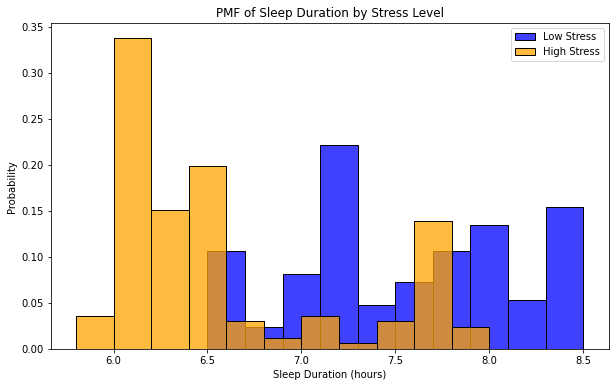 PMF of Sleep Duration by Stress Level
Low Stress
High Stress
Probability
0.35
0.30
0.25
0.20
0.15
0.10
0.05
0.00
6.0 6.5 7.0 7.5 8.0 8.5
Sleep Duration (hours)